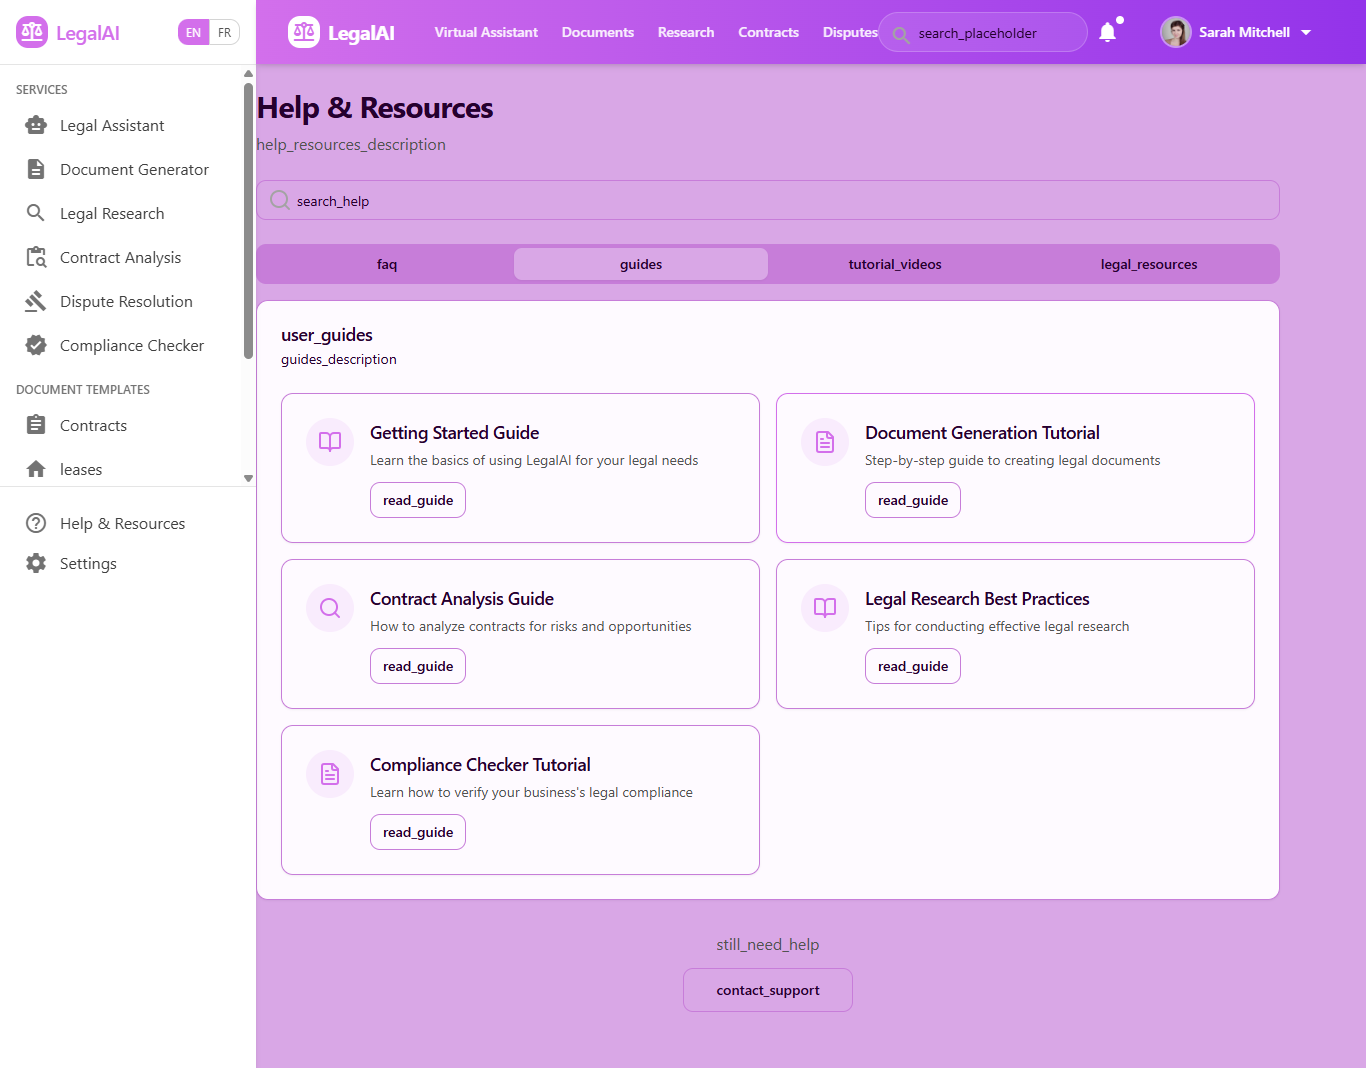 LegalAI
EN FR
LegalAI
Virtual Assistant Documents Research Contracts Disputes
search_placeholder
Sarah Mitchell
SERVICES
Legal Assistant
Document Generator
Legal Research
Contract Analysis
Dispute Resolution
Compliance Checker
DOCUMENT TEMPLATES
Contracts
leases
Help & Resources
Settings
Help & Resources
help_resources_description
search_help
faq guides tutorial_videos legal_resources
user_guides
guides_description
Getting Started Guide
Learn the basics of using LegalAI for your legal needs
read_guide
Document Generation Tutorial
Step-by-step guide to creating legal documents
read_guide
Contract Analysis Guide
How to analyze contracts for risks and opportunities
read_guide
Legal Research Best Practices
Tips for conducting effective legal research
read_guide
Compliance Checker Tutorial
Learn how to verify your business's legal compliance
read_guide
still_need_help
contact_support